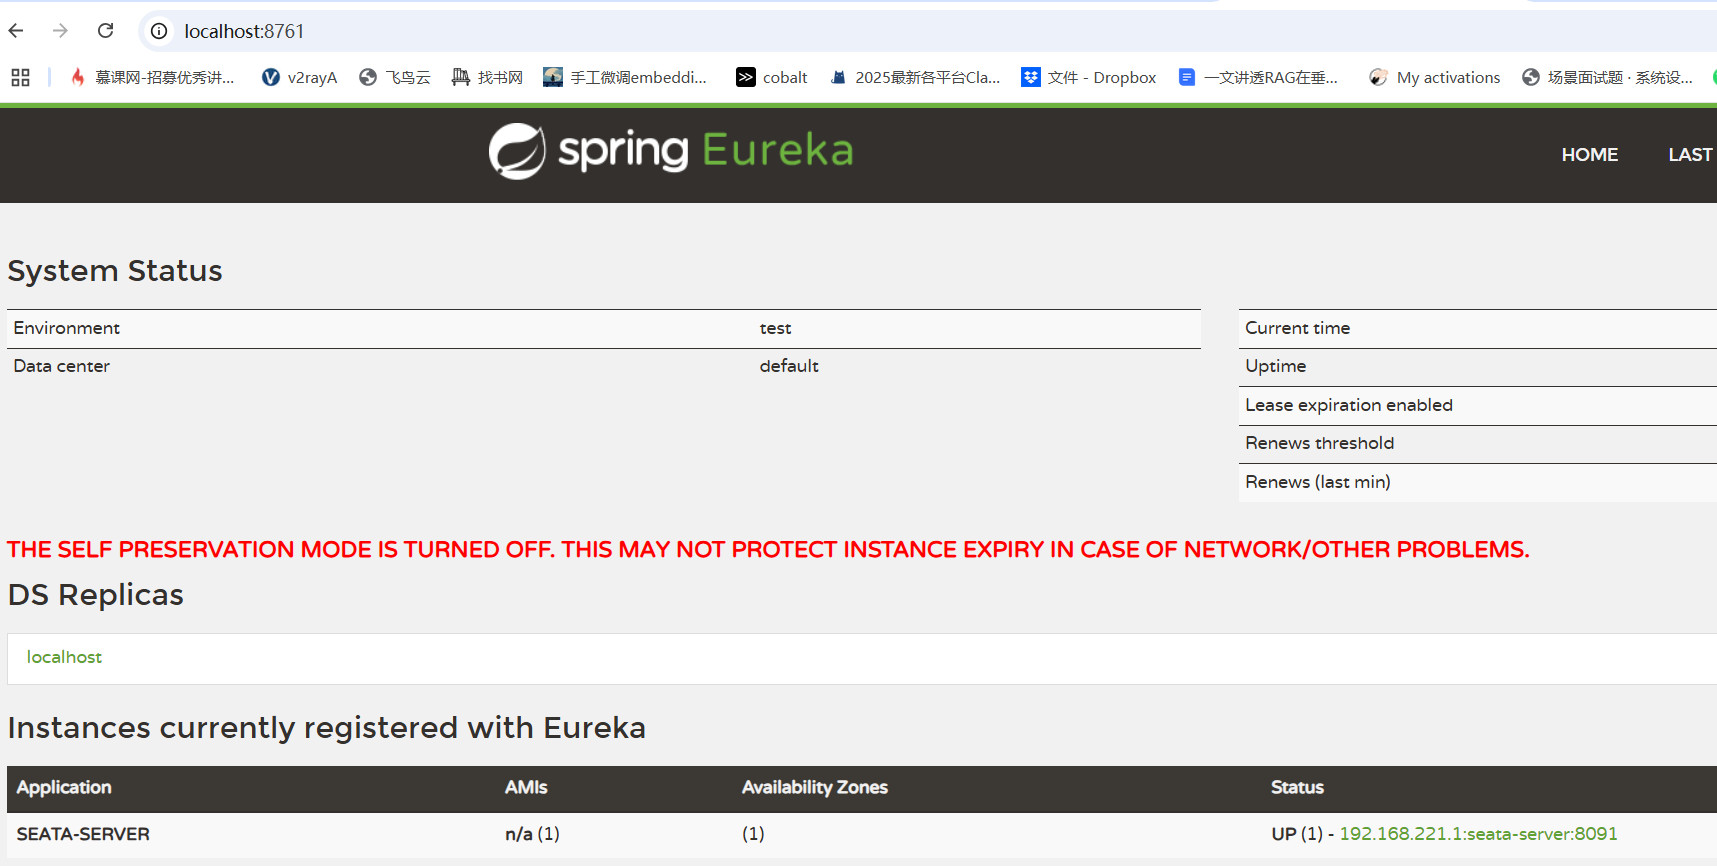 localhost:8761
慕课网-招募优秀讲... v2rayA 飞鸟云 找书网 手工微调embeddi... cobalt 2025最新各平台Cla... 文件 - Dropbox 一文讲透RAG在垂... My activations 场景面试题 · 系统设...
spring Eureka HOME LAST
System Status
Environment test Current time
Data center default Uptime
Lease expiration enabled
Renews threshold
Renews (last min)
THE SELF PRESERVATION MODE IS TURNED OFF. THIS MAY NOT PROTECT INSTANCE EXPIRY IN CASE OF NETWORK/OTHER PROBLEMS.
DS Replicas
localhost
Instances currently registered with Eureka
Application AMIs Availability Zones Status
SEATA-SERVER n/a (1) (1) UP (1) - 192.168.221.1:seata-server:8091